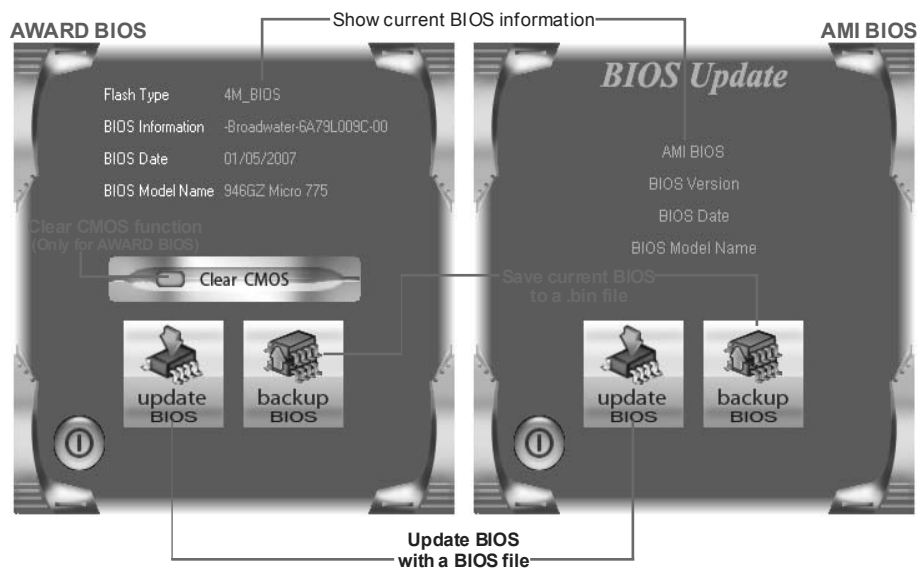 Show current BIOS information
AWARD BIOS
AMI BIOS
Flash Type 4M_BIOS
BIOS Information -Broadwater-6A79L009C-00
BIOS Date 01/05/2007
BIOS Model Name 946GZ Micro 775
Clear CMOS function
(Only for AWARD BIOS)
Clear CMOS
update
BIOS
backup
BIOS
BIOS Update
AMI BIOS
BIOS Version
BIOS Date
BIOS Model Name
Save current BIOS
to a .bin file
update
BIOS
backup
BIOS
Update BIOS
with a BIOS file